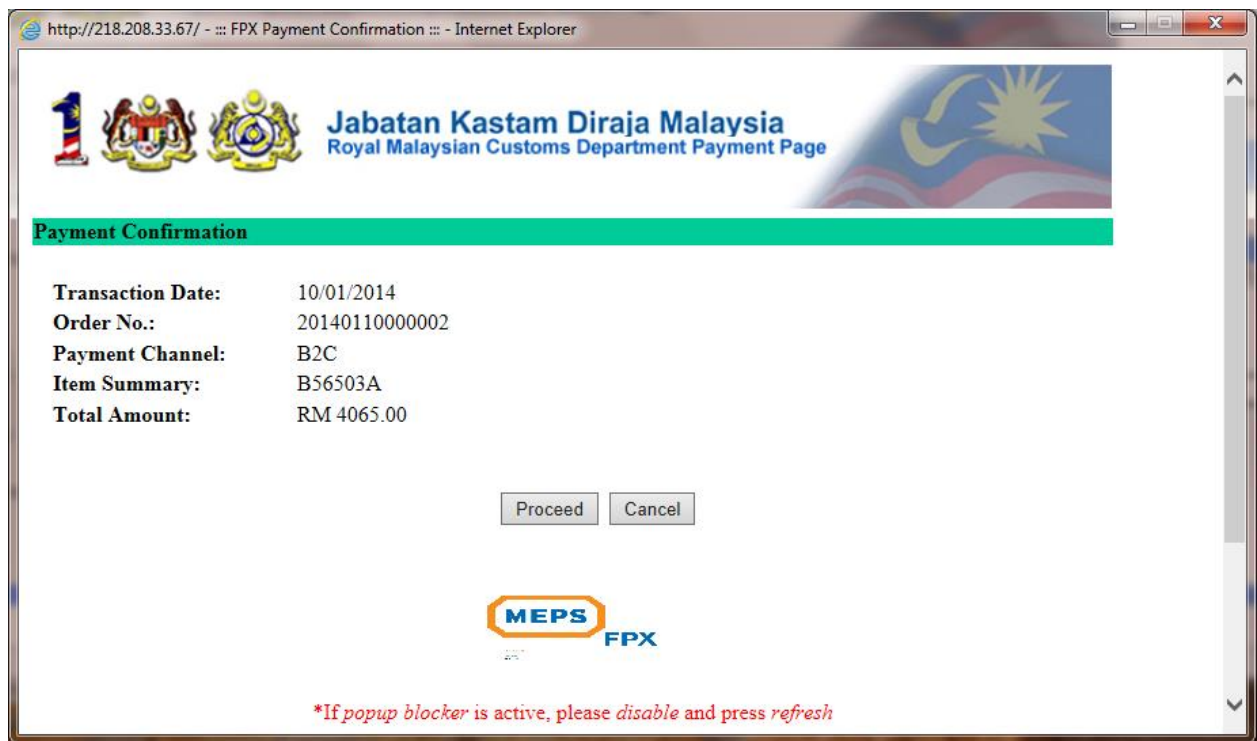 http://218.208.33.67/ - ::: FPX Payment Confirmation ::: - Internet Explorer
1
Jabatan Kastam Diraja Malaysia
Royal Malaysian Customs Department Payment Page
Payment Confirmation
Transaction Date: 10/01/2014
Order No.: 20140110000002
Payment Channel: B2C
Item Summary: B56503A
Total Amount: RM 4065.00
Proceed Cancel
MEPS
FPX
*If popup blocker is active, please disable and press refresh